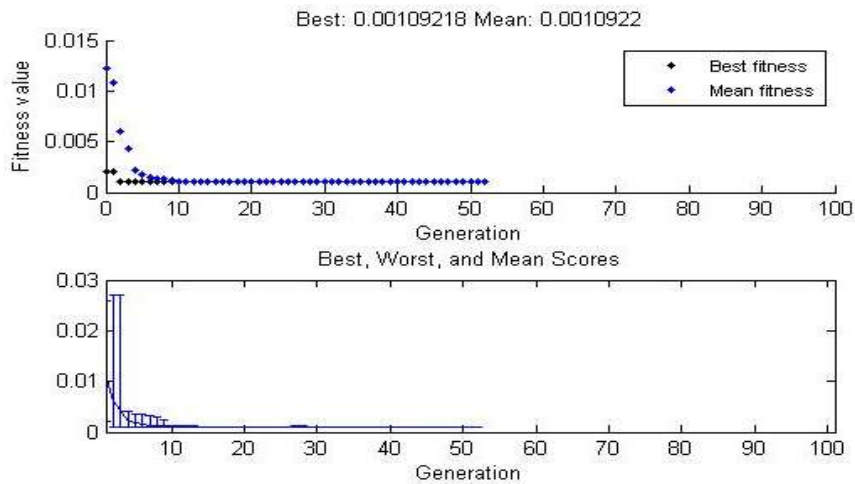 Best: 0.00109218 Mean: 0.0010922
0.015
0.01
0.005
0
Fitness value
Best fitness
Mean fitness
0 10 20 30 40 50 60 70 80 90 100
Generation
Best, Worst, and Mean Scores
0.03
0.02
0.01
0
10 20 30 40 50 60 70 80 90 100
Generation